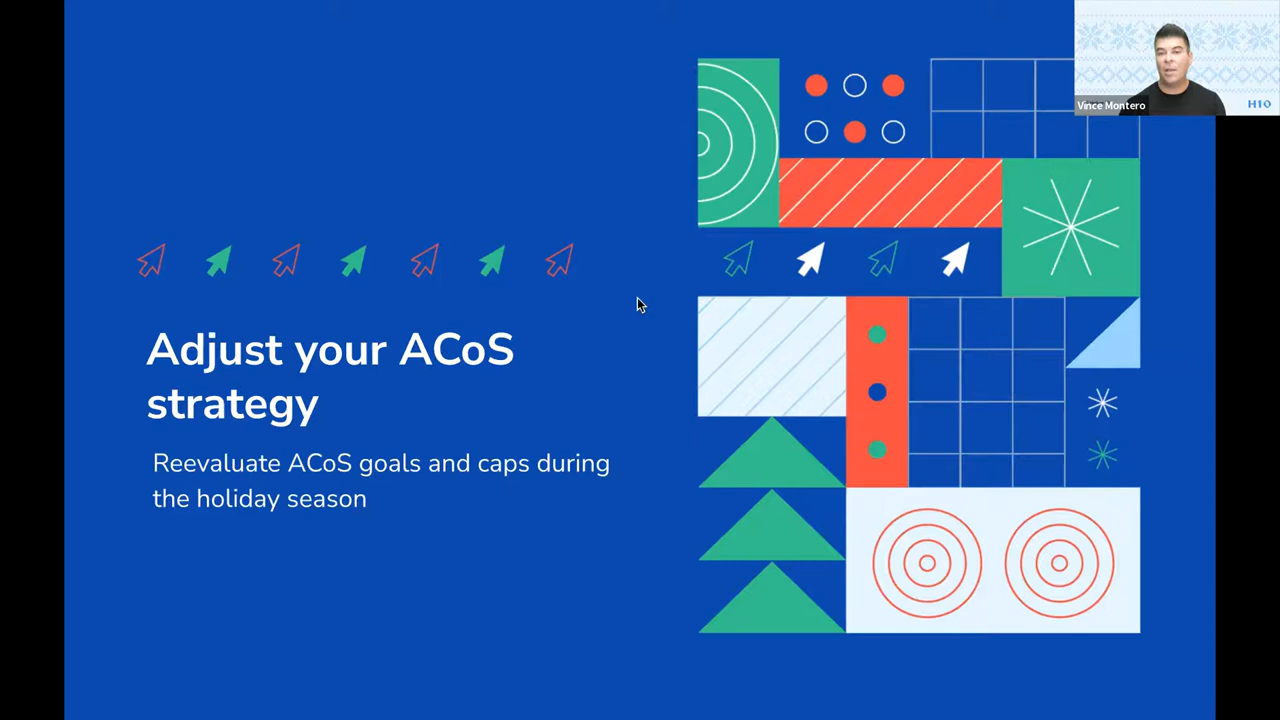 Vince Montero
H10
Adjust your ACoS
strategy
Reevaluate ACoS goals and caps during
the holiday season